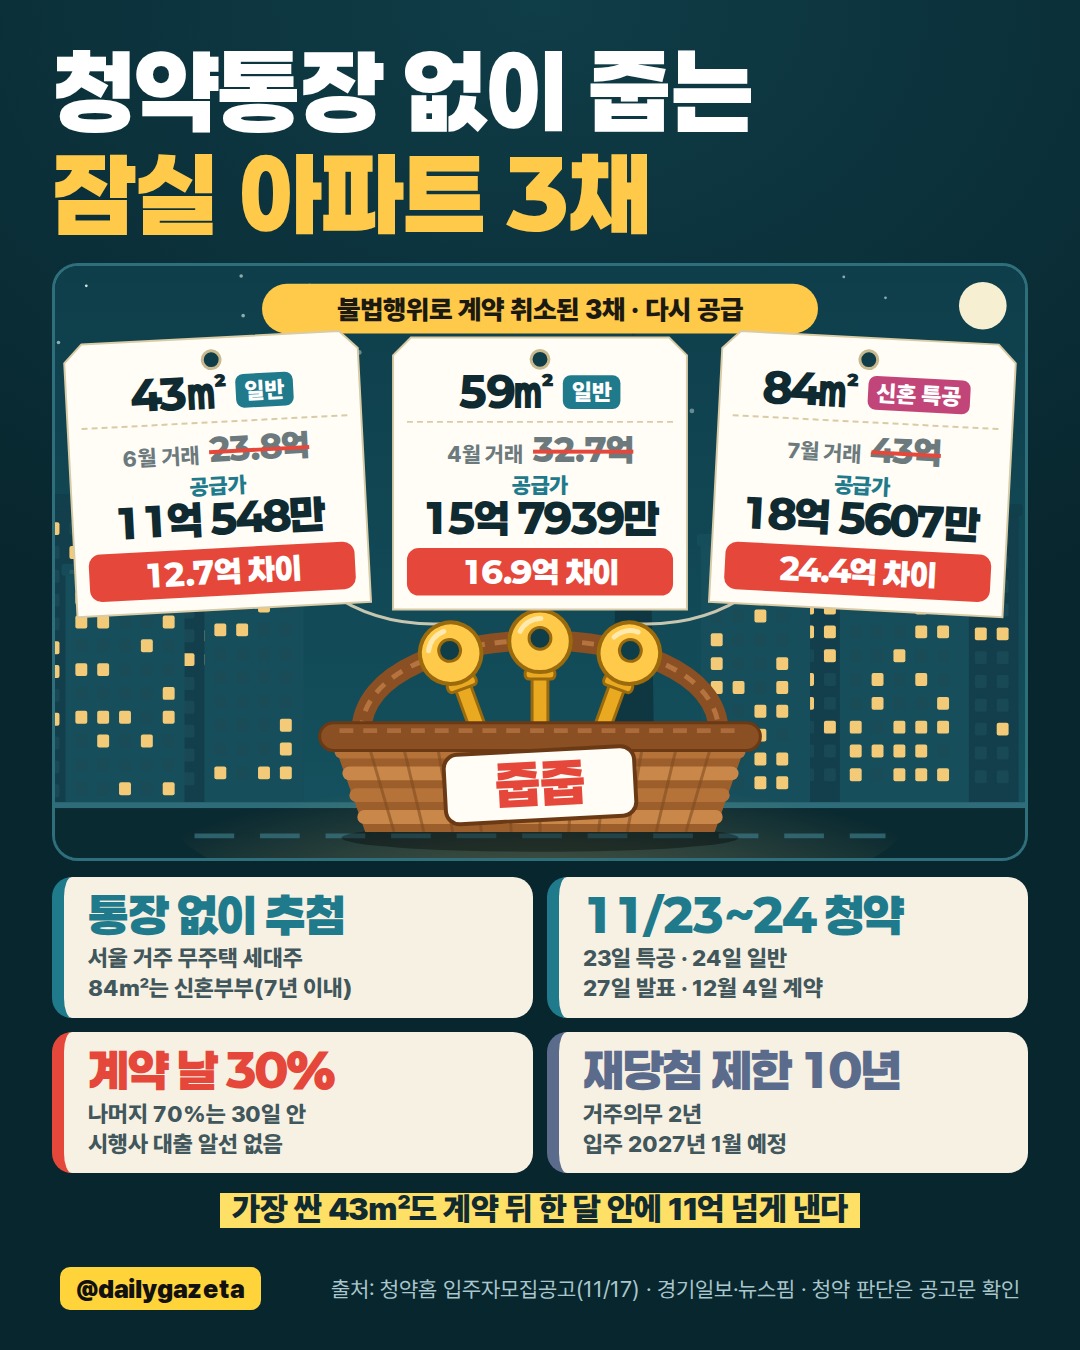 청약통장 없이 줍는
잠실 아파트 3채
불법행위로 계약 취소된 3채 · 다시 공급
43㎡ 일반
6월 거래 23.8억
공급가
11억 548만
12.7억 차이
59㎡ 일반
4월 거래 32.7억
공급가
15억 7939만
16.9억 차이
84㎡ 신혼 특공
7월 거래 43억
공급가
18억 5607만
24.4억 차이
줍줍
통장 없이 추첨
서울 거주 무주택 세대주
84m²는 신혼부부(7년 이내)
11/23~24 청약
23일 특공 · 24일 일반
27일 발표 · 12월 4일 계약
계약 날 30%
나머지 70%는 30일 안
시행사 대출 알선 없음
재당첨 제한 10년
거주의무 2년
입주 2027년 1월 예정
가장 싼 43m²도 계약 뒤 한 달 안에 11억 넘게 낸다
@dailygazeta
출처: 청약홈 입주자모집공고(11/17) · 경기일보·뉴스핌 · 청약 판단은 공고문 확인